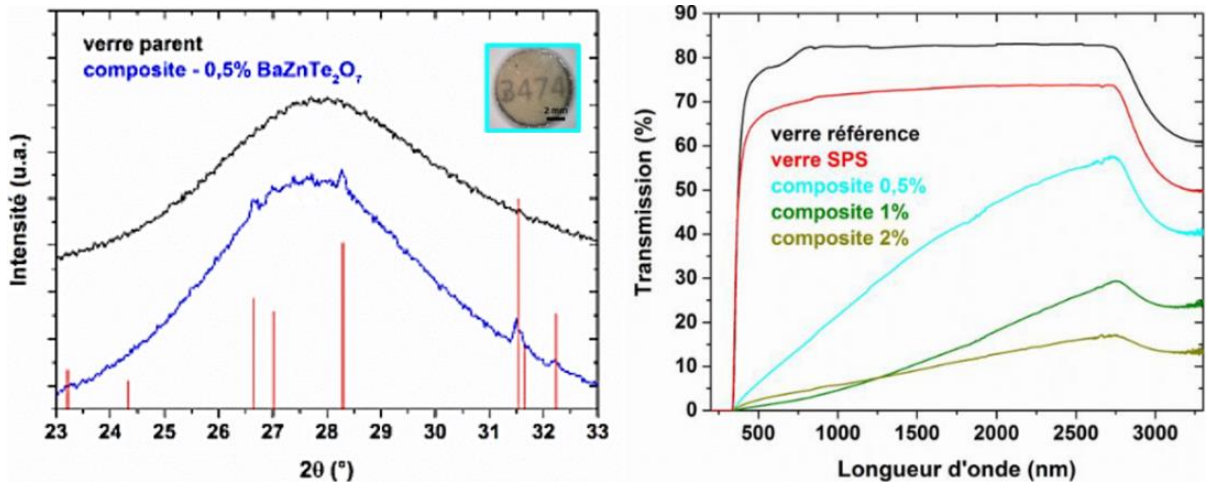 verre parent
composite - 0,5% BaZnTe₂O₇
3474
2 mm
Intensité (u.a.)
23 24 25 26 27 28 29 30 31 32 33
2θ (°)
90
80
70
60
50
40
30
20
10
0
Transmission (%)
verre référence
verre SPS
composite 0,5%
composite 1%
composite 2%
500 1000 1500 2000 2500 3000
Longueur d'onde (nm)